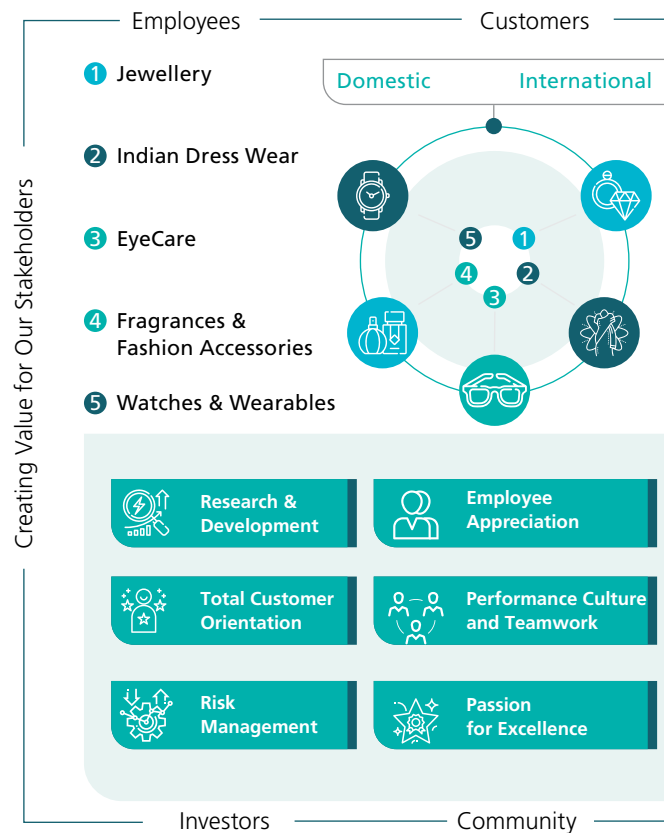 Employees
Customers
1 Jewellery
Domestic
International
2 Indian Dress Wear
3 EyeCare
4 Fragrances &
Fashion Accessories
5 Watches & Wearables
5
1
4
2
3
Creating Value for Our Stakeholders
Research &
Development
Employee
Appreciation
Total Customer
Orientation
Performance Culture
and Teamwork
Risk
Management
Passion
for Excellence
Investors
Community